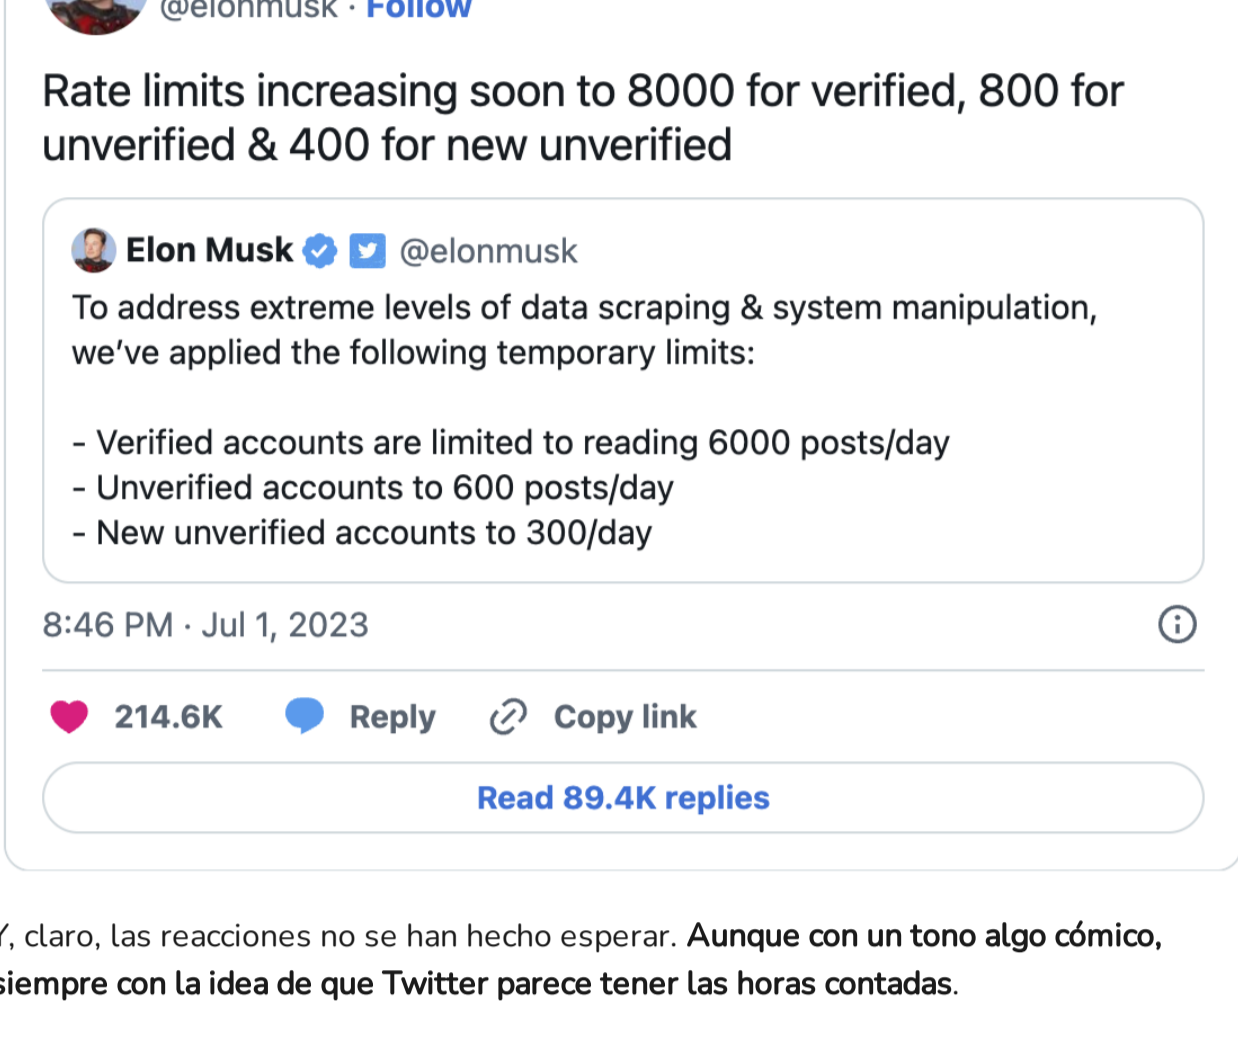 @elonmusk · Follow
Rate limits increasing soon to 8000 for verified, 800 for
unverified & 400 for new unverified
Elon Musk @elonmusk
To address extreme levels of data scraping & system manipulation,
we’ve applied the following temporary limits:
- Verified accounts are limited to reading 6000 posts/day
- Unverified accounts to 600 posts/day
- New unverified accounts to 300/day
8:46 PM · Jul 1, 2023
214.6K Reply Copy link
Read 89.4K replies
Y, claro, las reacciones no se han hecho esperar. Aunque con un tono algo cómico,
siempre con la idea de que Twitter parece tener las horas contadas.